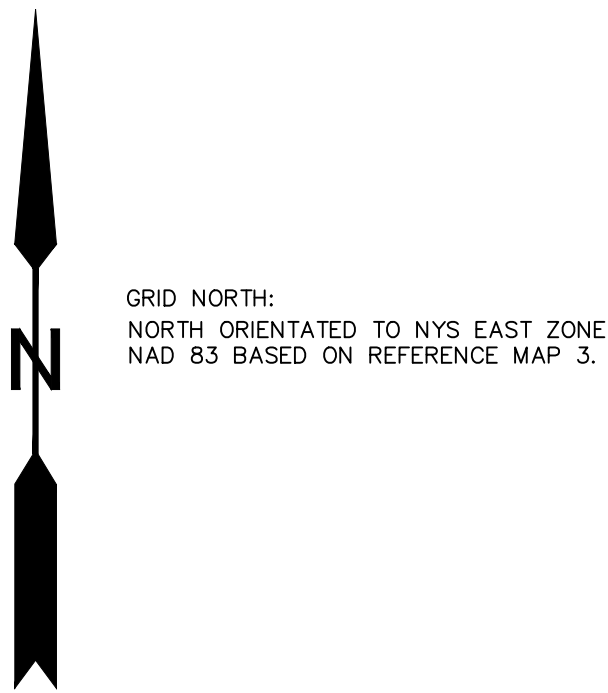 GRID NORTH:
NORTH ORIENTATED TO NYS EAST ZONE
NAD 83 BASED ON REFERENCE MAP 3.
N